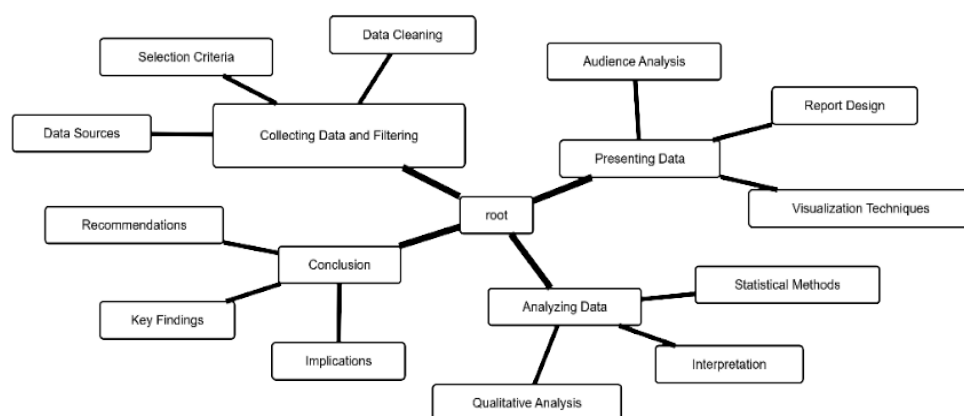 Data Cleaning
Selection Criteria
Data Sources
Collecting Data and Filtering
Audience Analysis
Report Design
Presenting Data
Visualization Techniques
root
Recommendations
Conclusion
Key Findings
Implications
Statistical Methods
Analyzing Data
Interpretation
Qualitative Analysis